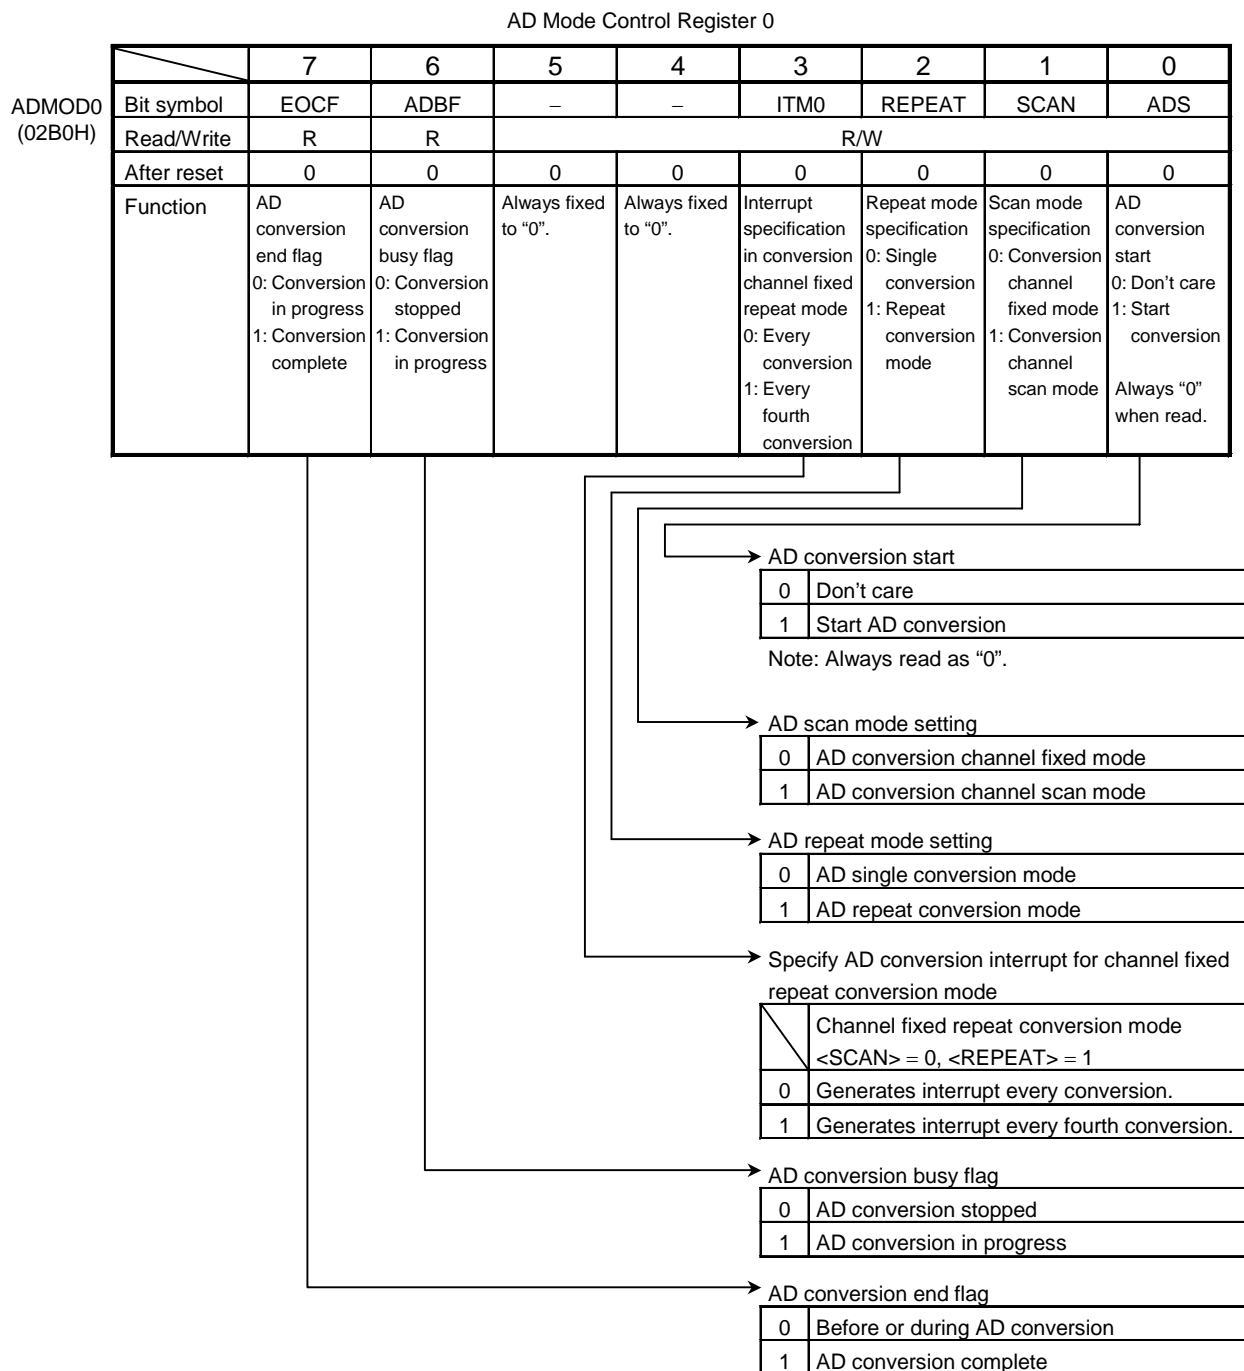 AD Mode Control Register 0
7 6 5 4 3 2 1 0
ADMOD0
(02B0H)
Bit symbol EOCF ADBF – – ITM0 REPEAT SCAN ADS
Read/Write R R R/W
After reset 0 0 0 0 0 0 0 0
Function
AD
conversion
end flag
0: Conversion
in progress
1: Conversion
complete
AD
conversion
busy flag
0: Conversion
stopped
1: Conversion
in progress
Always fixed
to “0”.
Always fixed
to “0”.
Interrupt
specification
in conversion
channel fixed
repeat mode
0: Every
conversion
1: Every
fourth
conversion
Repeat mode
specification
0: Single
conversion
1: Repeat
conversion
mode
Scan mode
specification
0: Conversion
channel
fixed mode
1: Conversion
channel
scan mode
AD
conversion
start
0: Don’t care
1: Start
conversion
Always “0”
when read.
AD conversion start
0 Don’t care
1 Start AD conversion
Note: Always read as “0”.
AD scan mode setting
0 AD conversion channel fixed mode
1 AD conversion channel scan mode
AD repeat mode setting
0 AD single conversion mode
1 AD repeat conversion mode
Specify AD conversion interrupt for channel fixed
repeat conversion mode
Channel fixed repeat conversion mode
<SCAN> = 0, <REPEAT> = 1
0 Generates interrupt every conversion.
1 Generates interrupt every fourth conversion.
AD conversion busy flag
0 AD conversion stopped
1 AD conversion in progress
AD conversion end flag
0 Before or during AD conversion
1 AD conversion complete